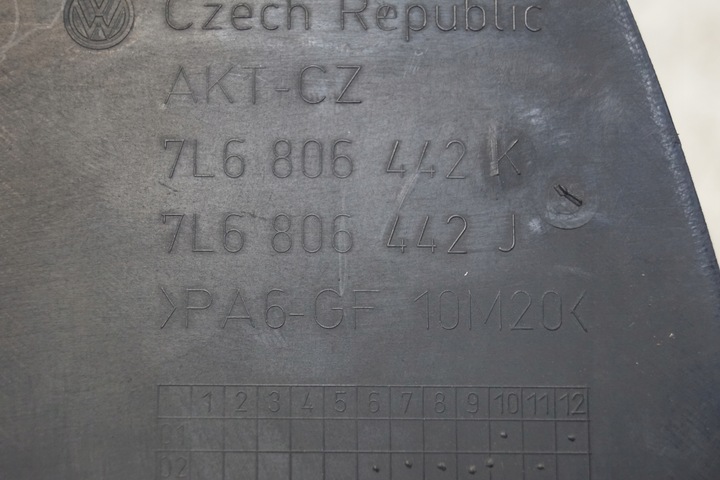 Czech Republic
AKT-CZ
7L6 806 442 K
7L6 806 442 J
>PA6-GF 10M20<
1 2 3 4 5 6 7 8 9 10 11 12
01
02